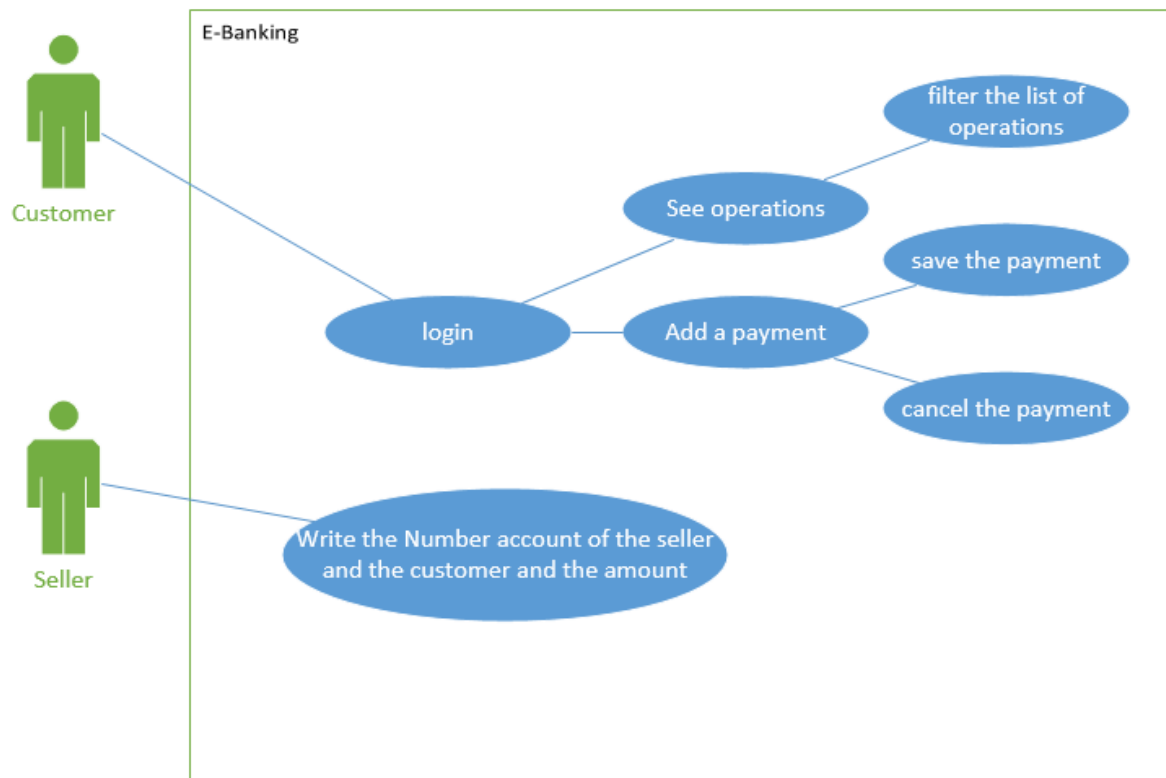 E-Banking
filter the list of
operations
Customer
See operations
save the payment
login
Add a payment
cancel the payment
Write the Number account of the seller
and the customer and the amount
Seller